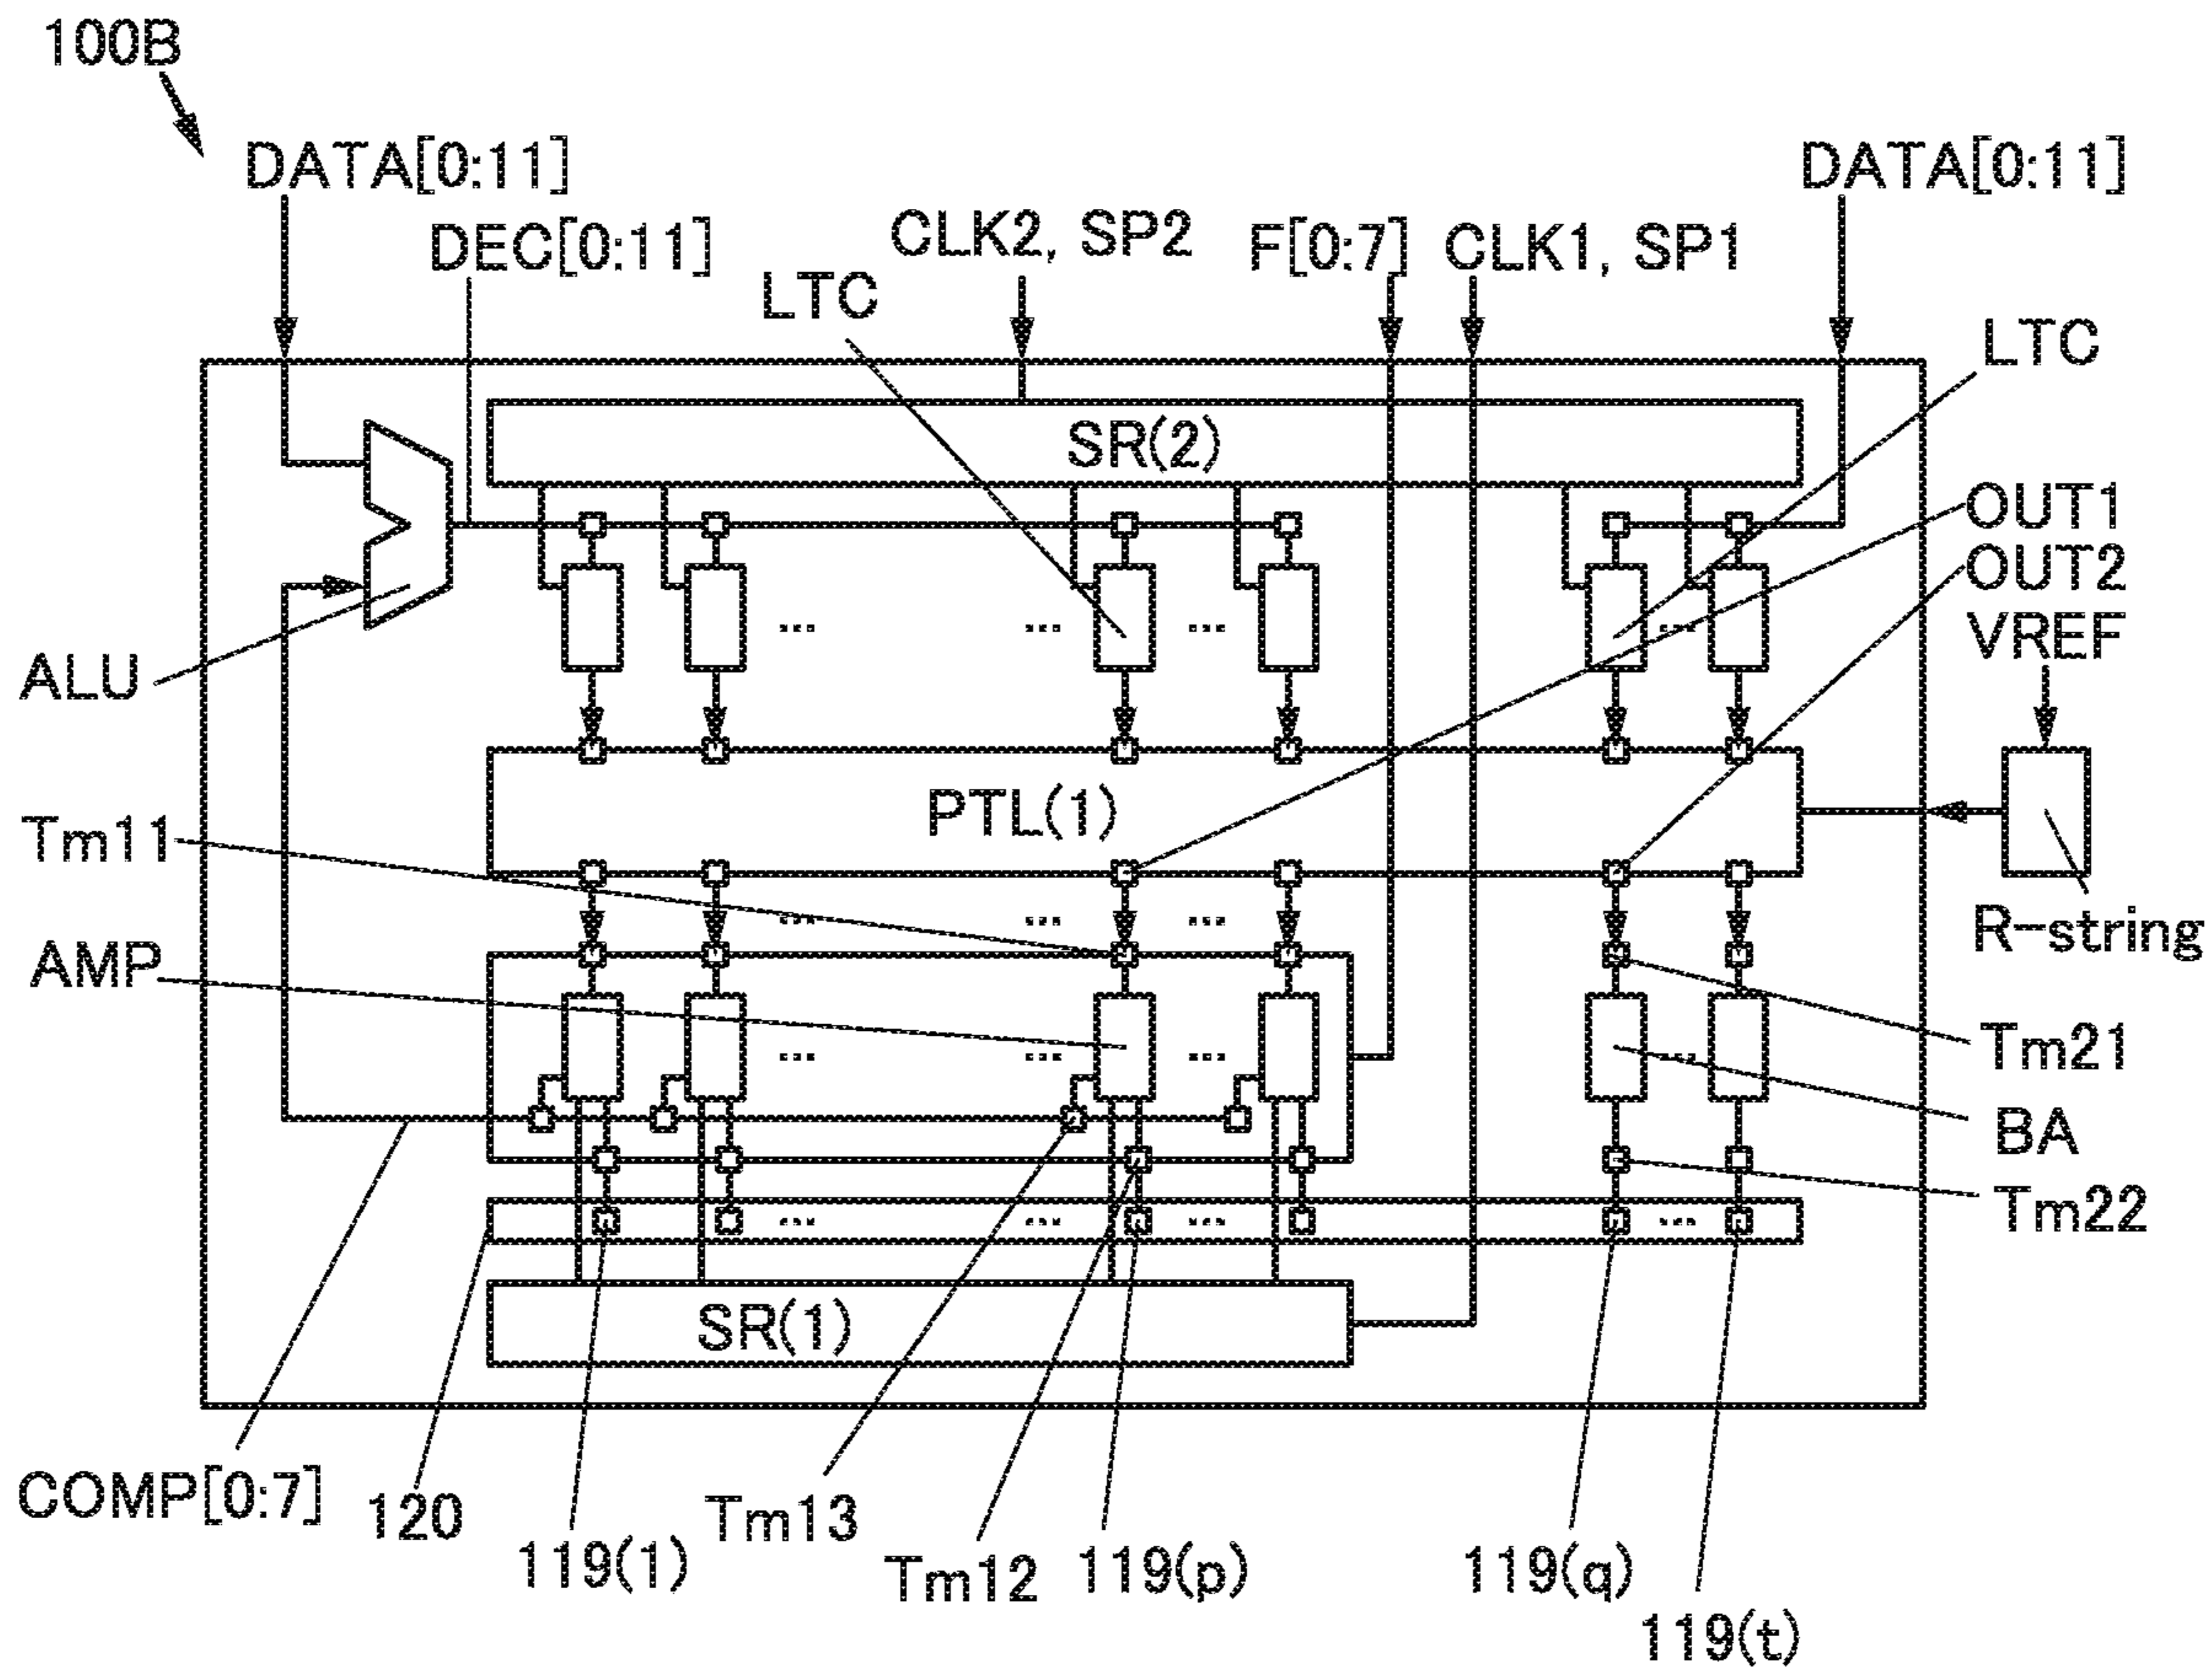 100B
DATA[0:11]
DATA[0:11]
DEC[0:11]
CLK2, SP2
F[0:7]
CLK1, SP1
LTC
LTC
SR(2)
OUT1
OUT2
VREF
ALU
PTL(1)
Tm11
R-string
AMP
Tm21
BA
Tm22
SR(1)
COMP[0:7]
120
119(1)
Tm13
Tm12
119(p)
119(q)
119(t)